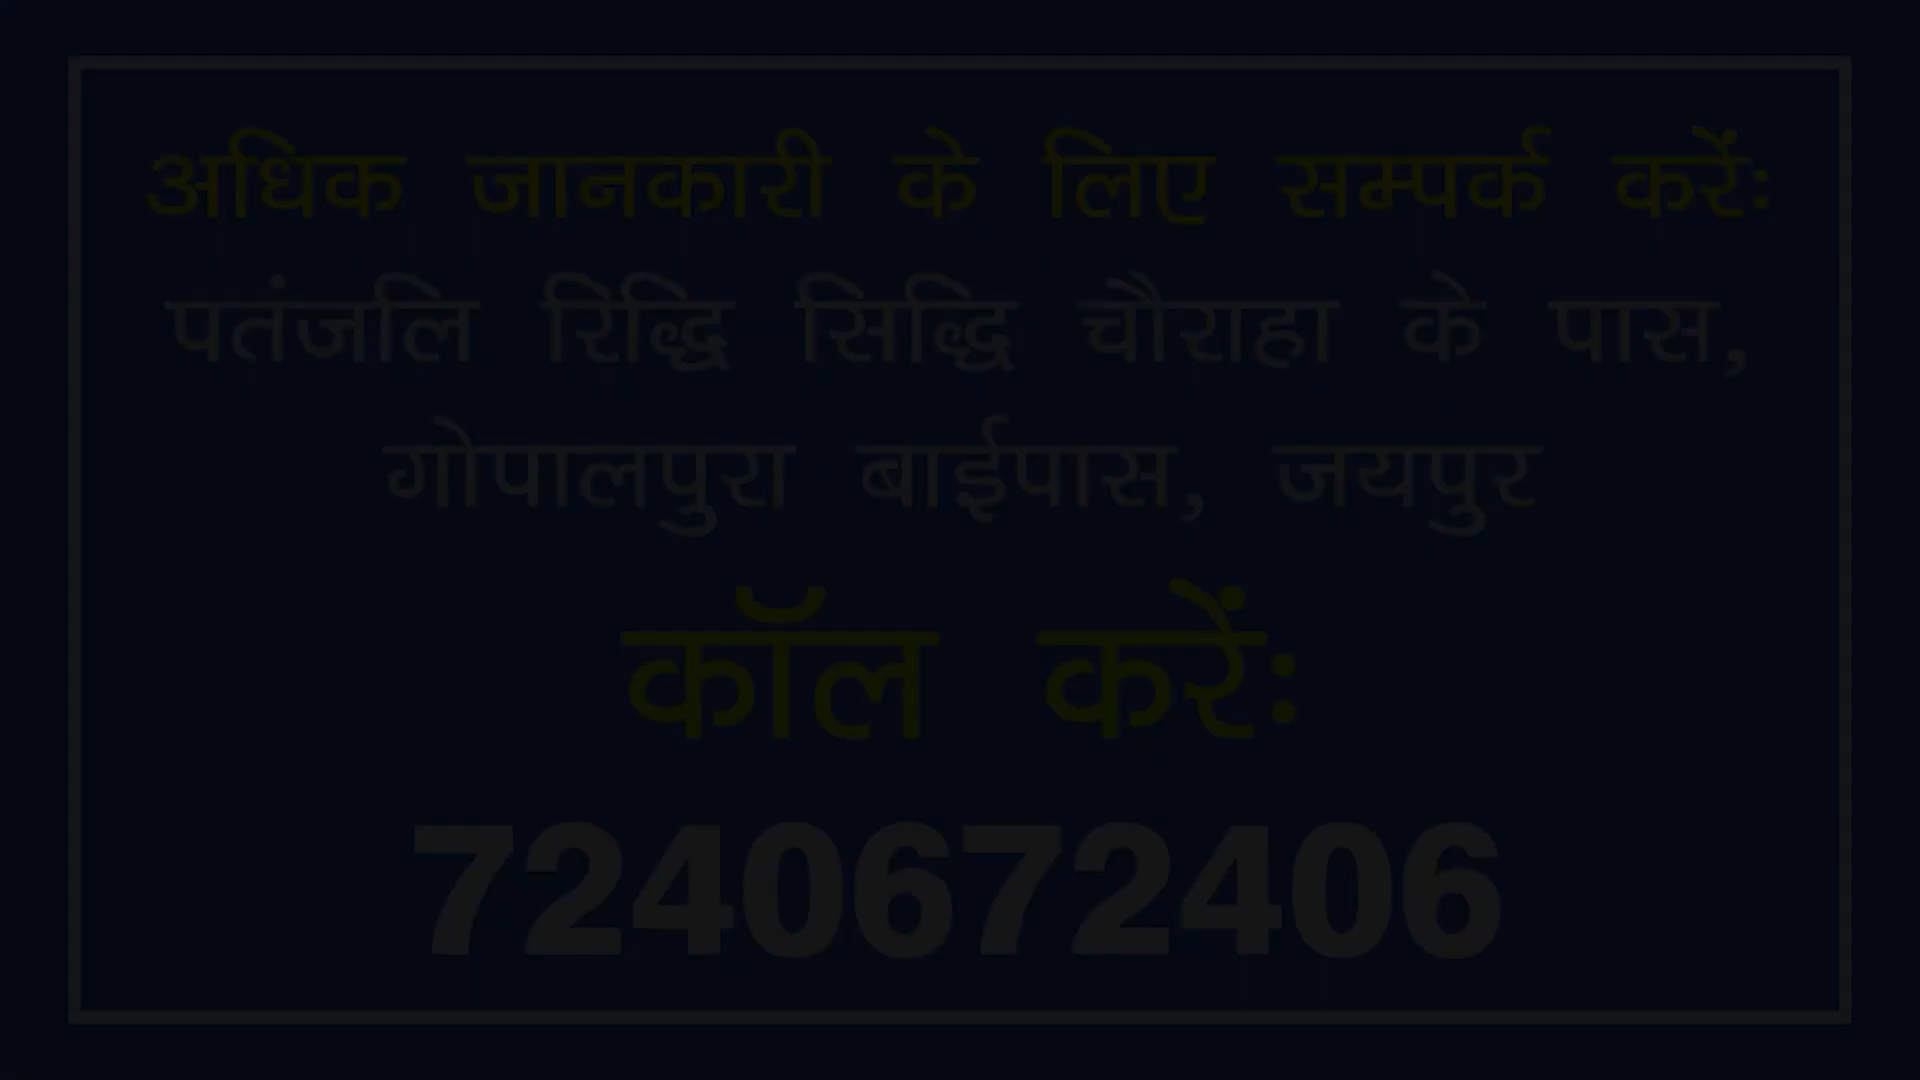 अधिक जानकारी के लिए सम्पर्क करेंः
पतंजलि रिद्धि सिद्धि चौराहा के पास,
गोपालपुरा बाईपास, जयपुर
कॉल करेंः
7240672406